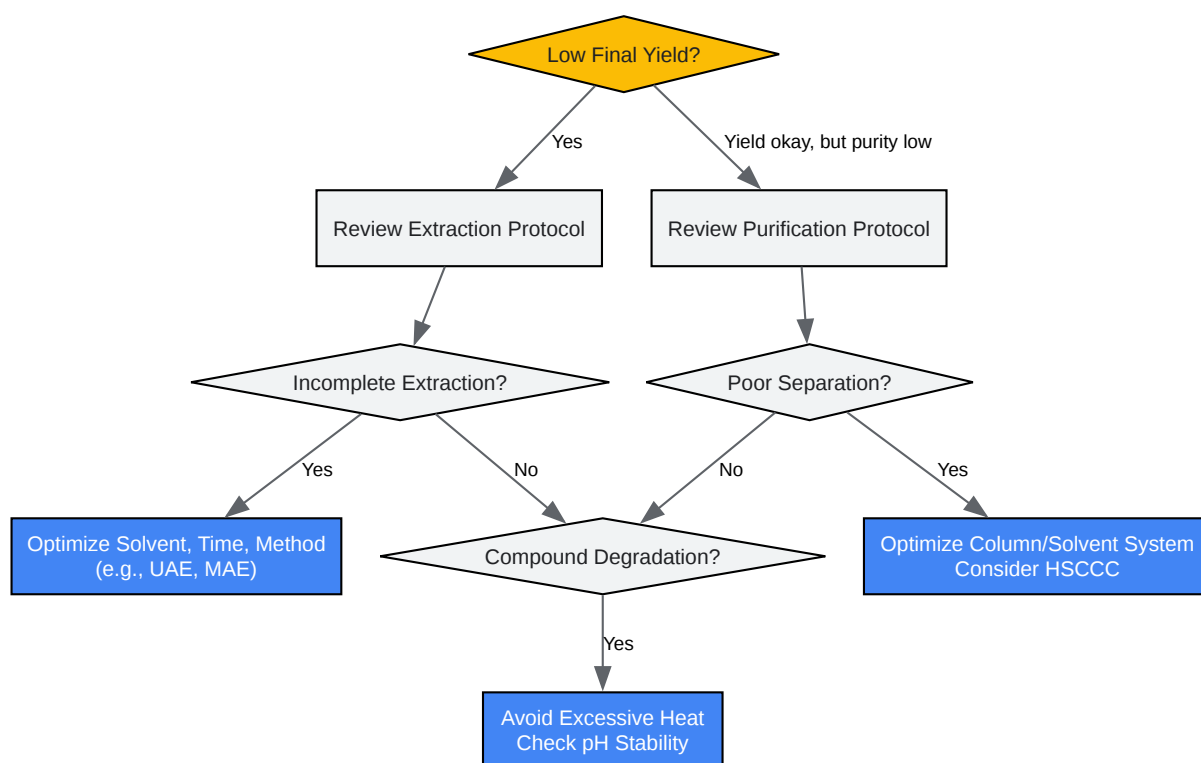 Low Final Yield?
Yes
Yield okay, but purity low
Review Extraction Protocol
Review Purification Protocol
Incomplete Extraction?
Poor Separation?
Yes
No
No
Yes
Optimize Solvent, Time, Method
(e.g., UAE, MAE)
Compound Degradation?
Optimize Column/Solvent System
Consider HSCCC
Yes
Avoid Excessive Heat
Check pH Stability